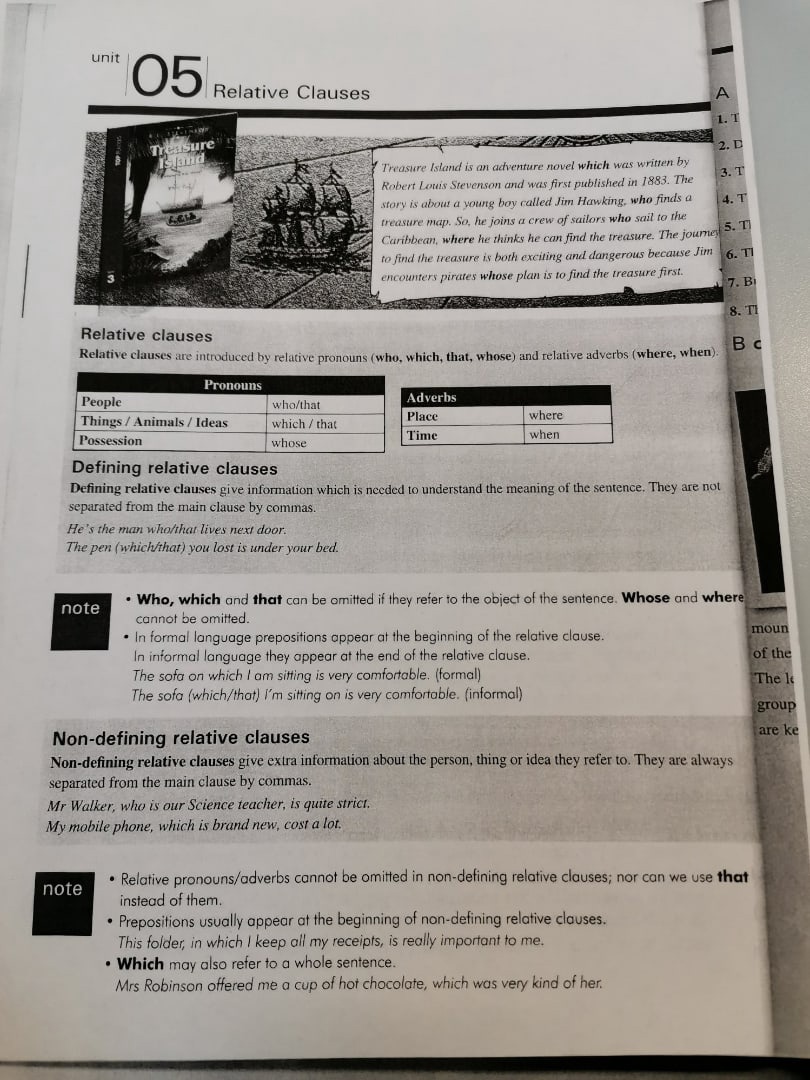 unit 05 Relative Clauses
Treasure
Island
3
Treasure Island is an adventure novel which was written by
Robert Louis Stevenson and was first published in 1883. The
story is about a young boy called Jim Hawking, who finds a
treasure map. So, he joins a crew of sailors who sail to the
Caribbean, where he thinks he can find the treasure. The journey
to find the treasure is both exciting and dangerous because Jim
encounters pirates whose plan is to find the treasure first.
Relative clauses
Relative clauses are introduced by relative pronouns (who, which, that, whose) and relative adverbs (where, when).
Pronouns
People who/that
Things / Animals / Ideas which / that
Possession whose
Adverbs
Place where
Time when
Defining relative clauses
Defining relative clauses give information which is needed to understand the meaning of the sentence. They are not
separated from the main clause by commas.
He's the man who/that lives next door.
The pen (which/that) you lost is under your bed.
note
• Who, which and that can be omitted if they refer to the object of the sentence. Whose and where
cannot be omitted.
• In formal language prepositions appear at the beginning of the relative clause.
In informal language they appear at the end of the relative clause.
The sofa on which I am sitting is very comfortable. (formal)
The sofa (which/that) I'm sitting on is very comfortable. (informal)
Non-defining relative clauses
Non-defining relative clauses give extra information about the person, thing or idea they refer to. They are always
separated from the main clause by commas.
Mr Walker, who is our Science teacher, is quite strict.
My mobile phone, which is brand new, cost a lot.
note
• Relative pronouns/adverbs cannot be omitted in non-defining relative clauses; nor can we use that
instead of them.
• Prepositions usually appear at the beginning of non-defining relative clauses.
This folder, in which I keep all my receipts, is really important to me.
• Which may also refer to a whole sentence.
Mrs Robinson offered me a cup of hot chocolate, which was very kind of her.
A
1. T
2. D
3. T
4. T
5. Tl
6. Tl
7. Bi
8. Tl
B c
moun
of the
The
group
are ke